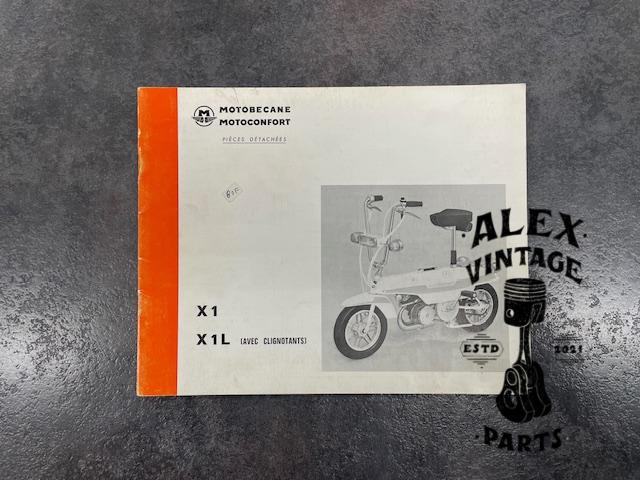 M
MOTOBECANE
MOTOCONFORT
PIÈCES DÉTACHÉES
X1
X1L (AVEC CLIGNOTANTS)
ALEX
VINTAGE
ESTD 2021
PARTS